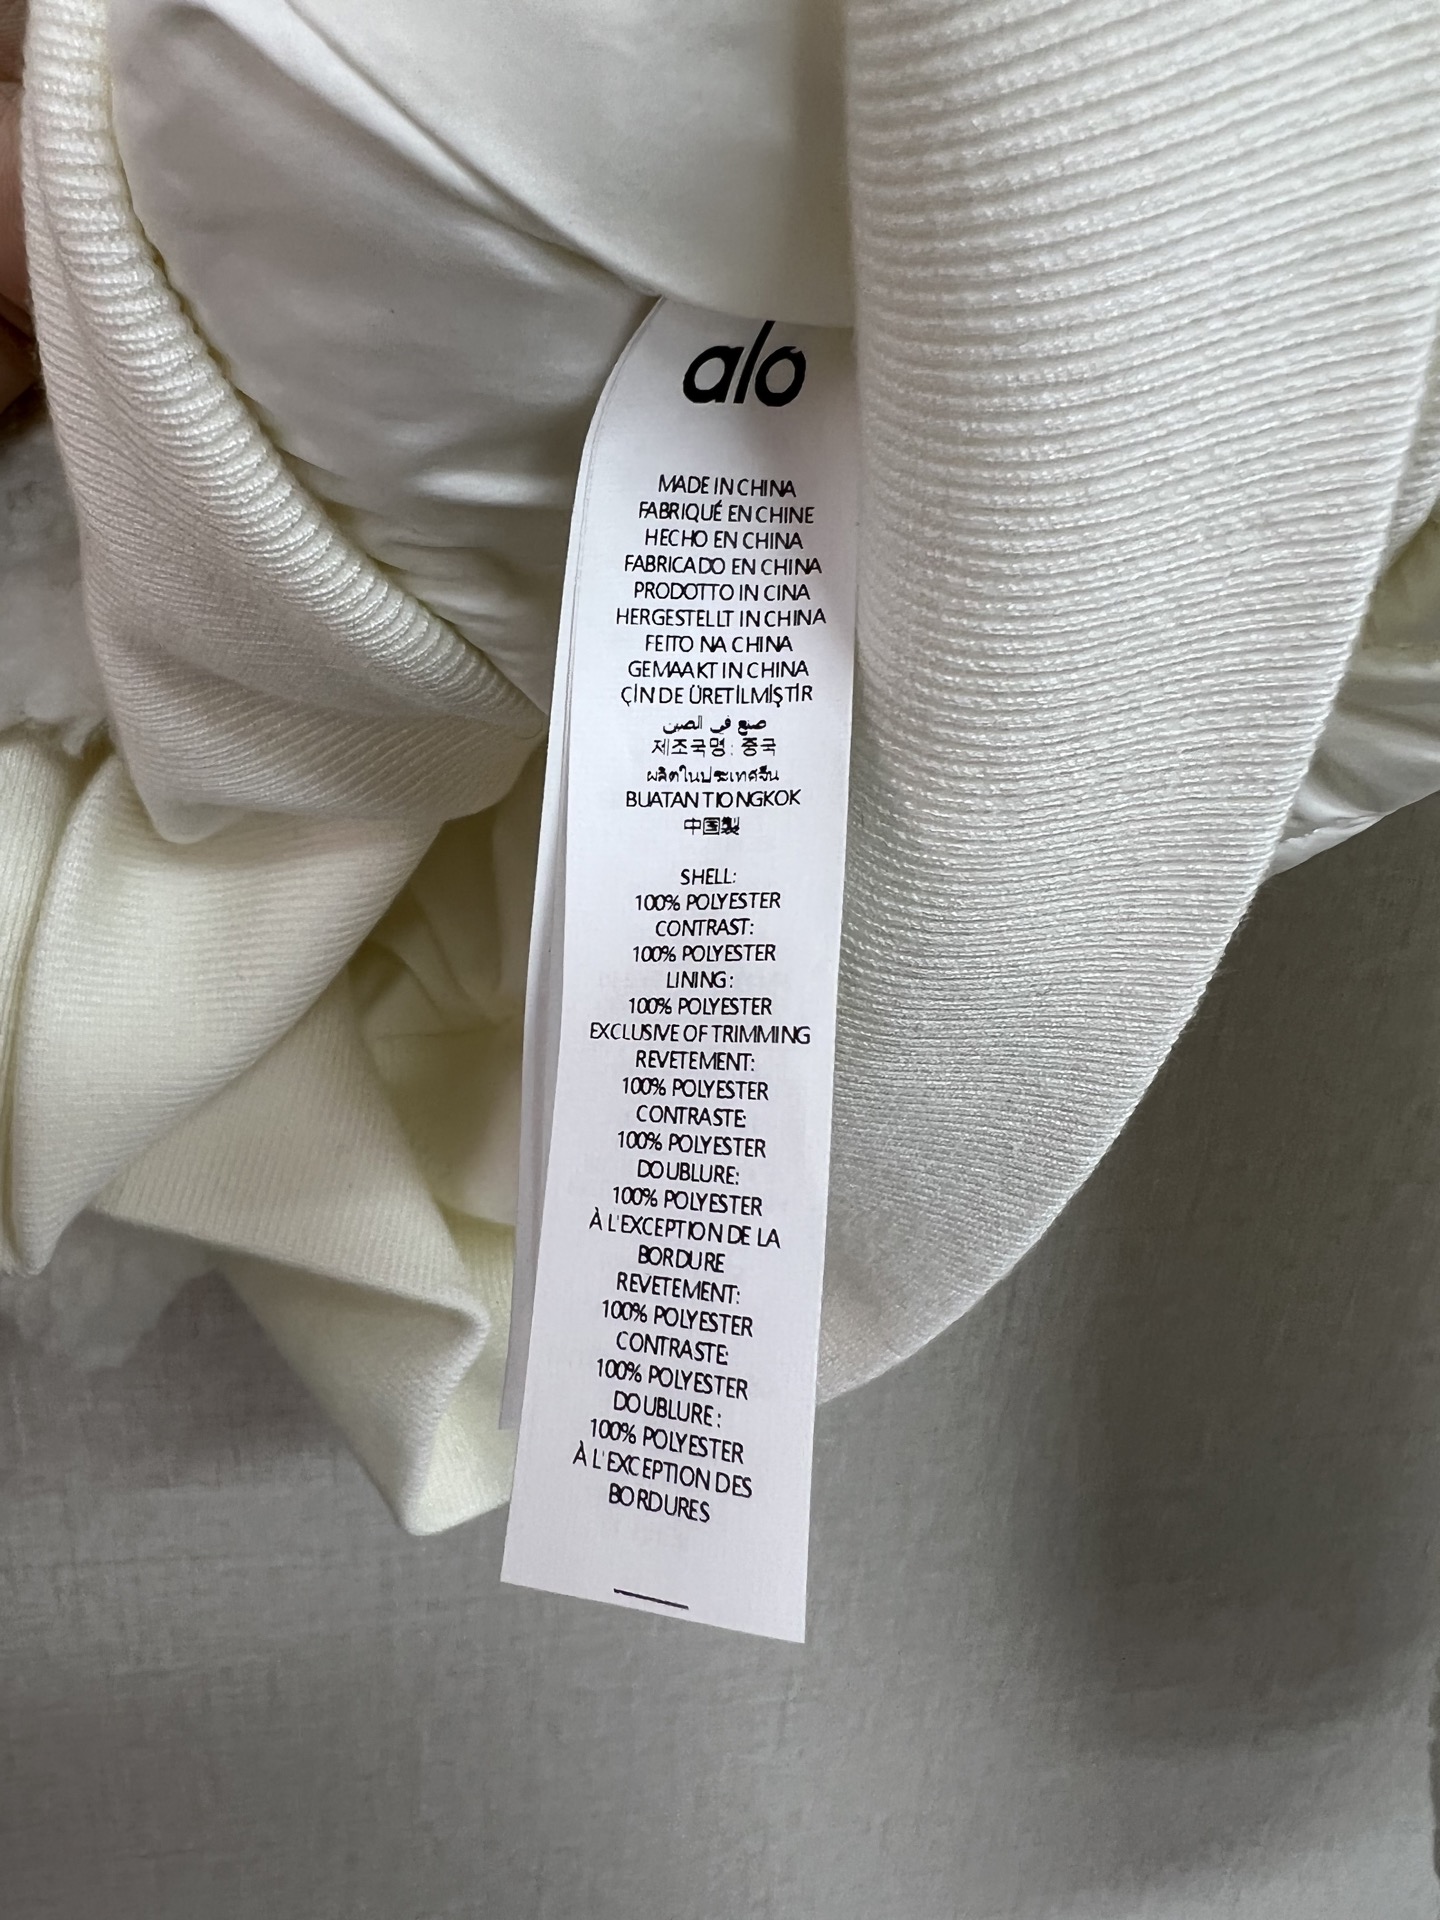 alo
MADE IN CHINA
FABRIQUÉ EN CHINE
HECHO EN CHINA
FABRICADO EN CHINA
PRODOTTO IN CINA
HERGESTELLT IN CHINA
FEITO NA CHINA
GEMAAKT IN CHINA
ÇİN DE ÜRETİLMİŞTİR
صنع في الصين
제조국명: 중국
ผลิตในประเทศจีน
BUATAN TIONGKOK
中国製
SHELL:
100% POLYESTER
CONTRAST:
100% POLYESTER
LINING:
100% POLYESTER
EXCLUSIVE OF TRIMMING
REVETEMENT:
100% POLYESTER
CONTRASTE:
100% POLYESTER
DOUBLURE:
100% POLYESTER
À L'EXCEPTION DE LA
BORDURE
REVETEMENT:
100% POLYESTER
CONTRASTE:
100% POLYESTER
DOUBLURE:
100% POLYESTER
À L'EXCEPTION DES
BORDURES